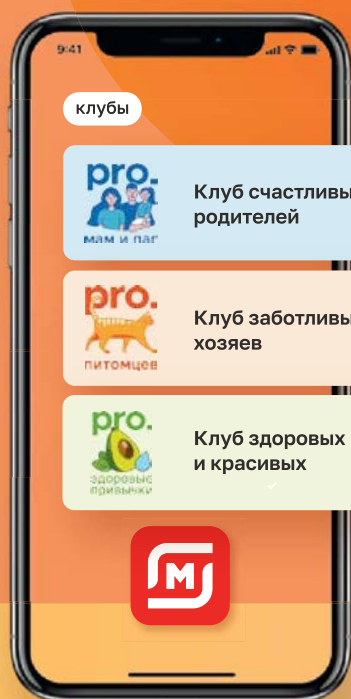 9:41
клубы
pro.
мам и пап
Клуб счастливы
родителей
pro.
питомцев
Клуб заботливы
хозяев
pro.
здоровые
привычки
Клуб здоровых
и красивых
М